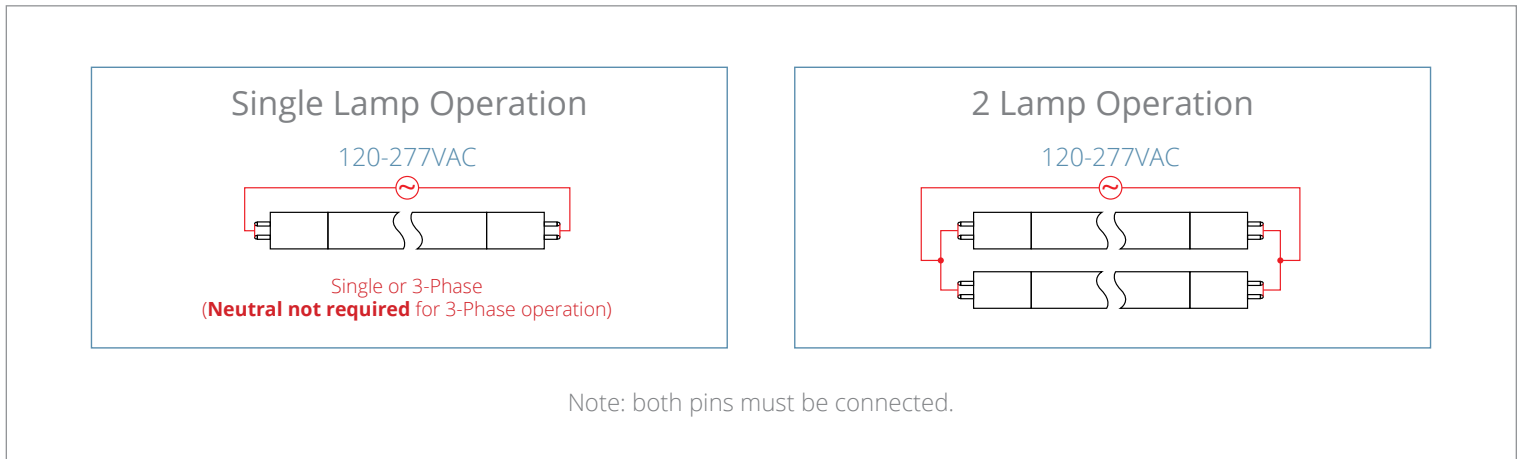 Single Lamp Operation
120-277VAC
Single or 3-Phase
(Neutral not required for 3-Phase operation)
2 Lamp Operation
120-277VAC
Note: both pins must be connected.